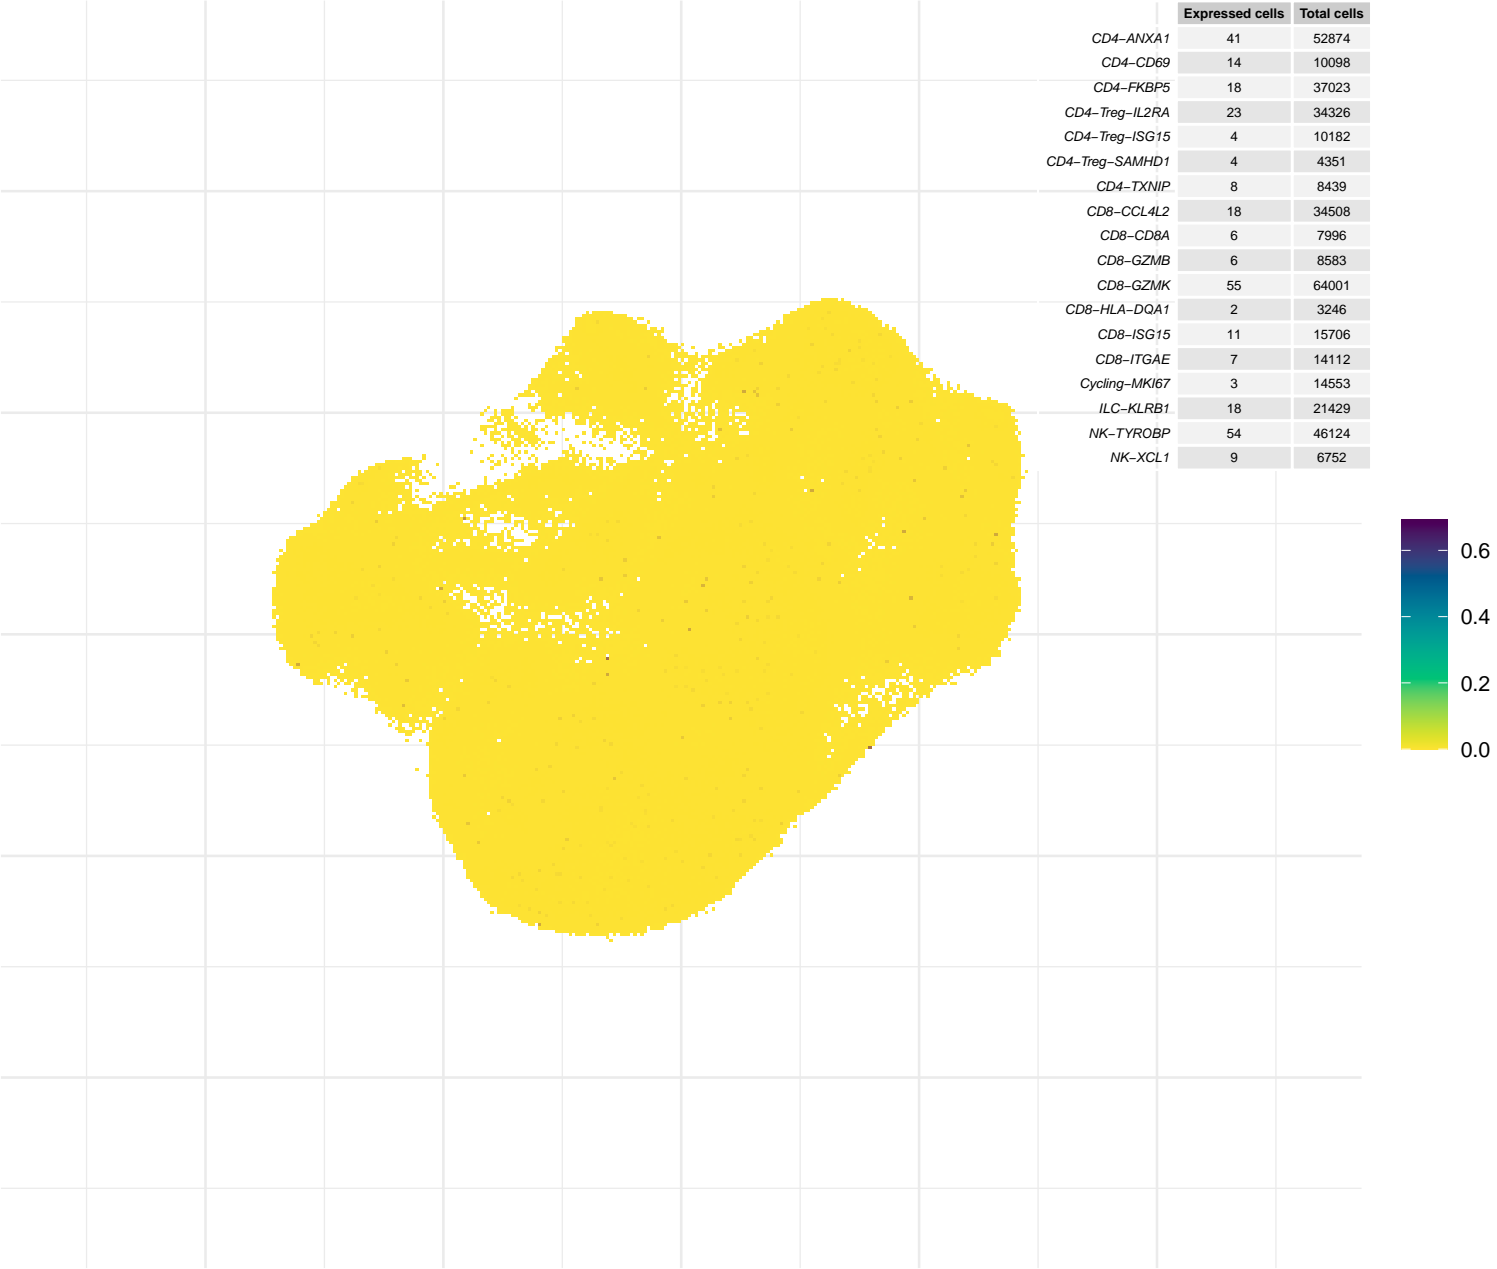 Expressed cells Total cells
CD4−ANXA1 41 52874
CD4−CD69 14 10098
CD4−FKBP5 18 37023
CD4−Treg−IL2RA 23 34326
CD4−Treg−ISG15 4 10182
CD4−Treg−SAMHD1 4 4351
CD4−TXNIP 8 8439
CD8−CCL4L2 18 34508
CD8−CD8A 6 7996
CD8−GZMB 6 8583
CD8−GZMK 55 64001
CD8−HLA−DQA1 2 3246
CD8−ISG15 11 15706
CD8−ITGAE 7 14112
Cycling−MKI67 3 14553
ILC−KLRB1 18 21429
NK−TYROBP 54 46124
NK−XCL1 9 6752
0.6
0.4
0.2
0.0